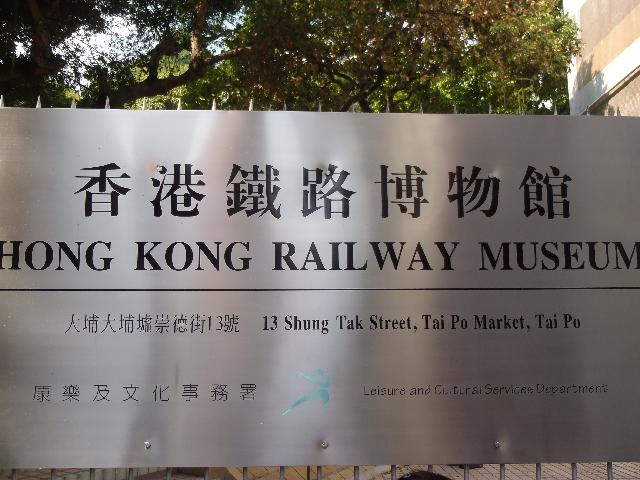 香港鐵路博物館
HONG KONG RAILWAY MUSEUM
大埔大埔墟崇德街13號 13 Shung Tak Street, Tai Po Market, Tai Po
康樂及文化事務署 Leisure and Cultural Services Department